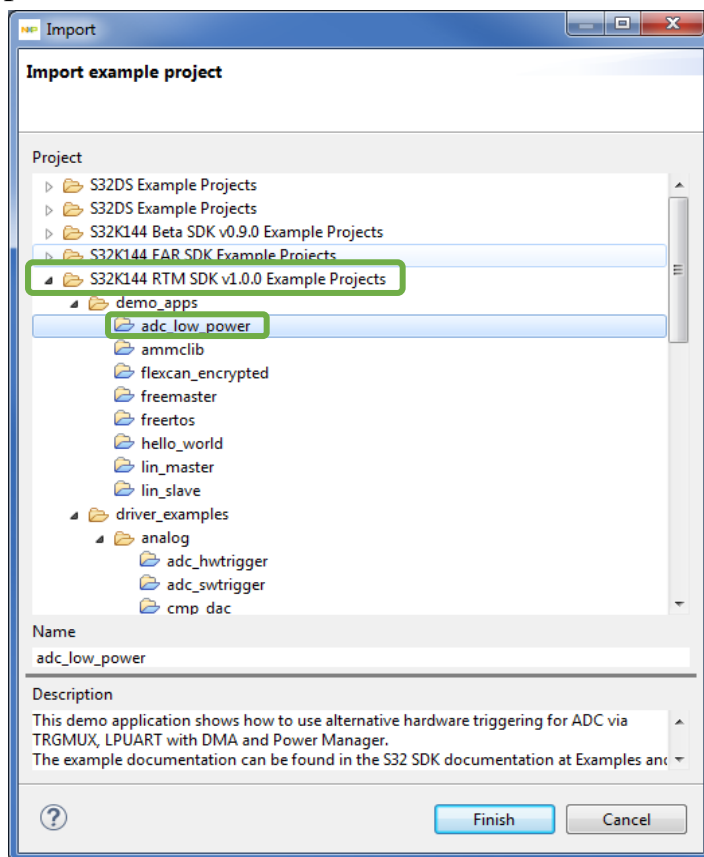 NXP Import
Import example project
Project
S32DS Example Projects
S32DS Example Projects
S32K144 Beta SDK v0.9.0 Example Projects
S32K144 EAR SDK Example Projects
S32K144 RTM SDK v1.0.0 Example Projects
demo_apps
adc_low_power
ammclib
flexcan_encrypted
freemaster
freertos
hello_world
lin_master
lin_slave
driver_examples
analog
adc_hwtrigger
adc_swtrigger
cmp_dac
Name
adc_low_power
Description
This demo application shows how to use alternative hardware triggering for ADC via
TRGMUX, LPUART with DMA and Power Manager.
The example documentation can be found in the S32 SDK documentation at Examples and
?
Finish Cancel